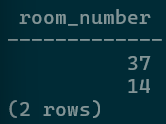 room_number
-------------
37
14
(2 rows)